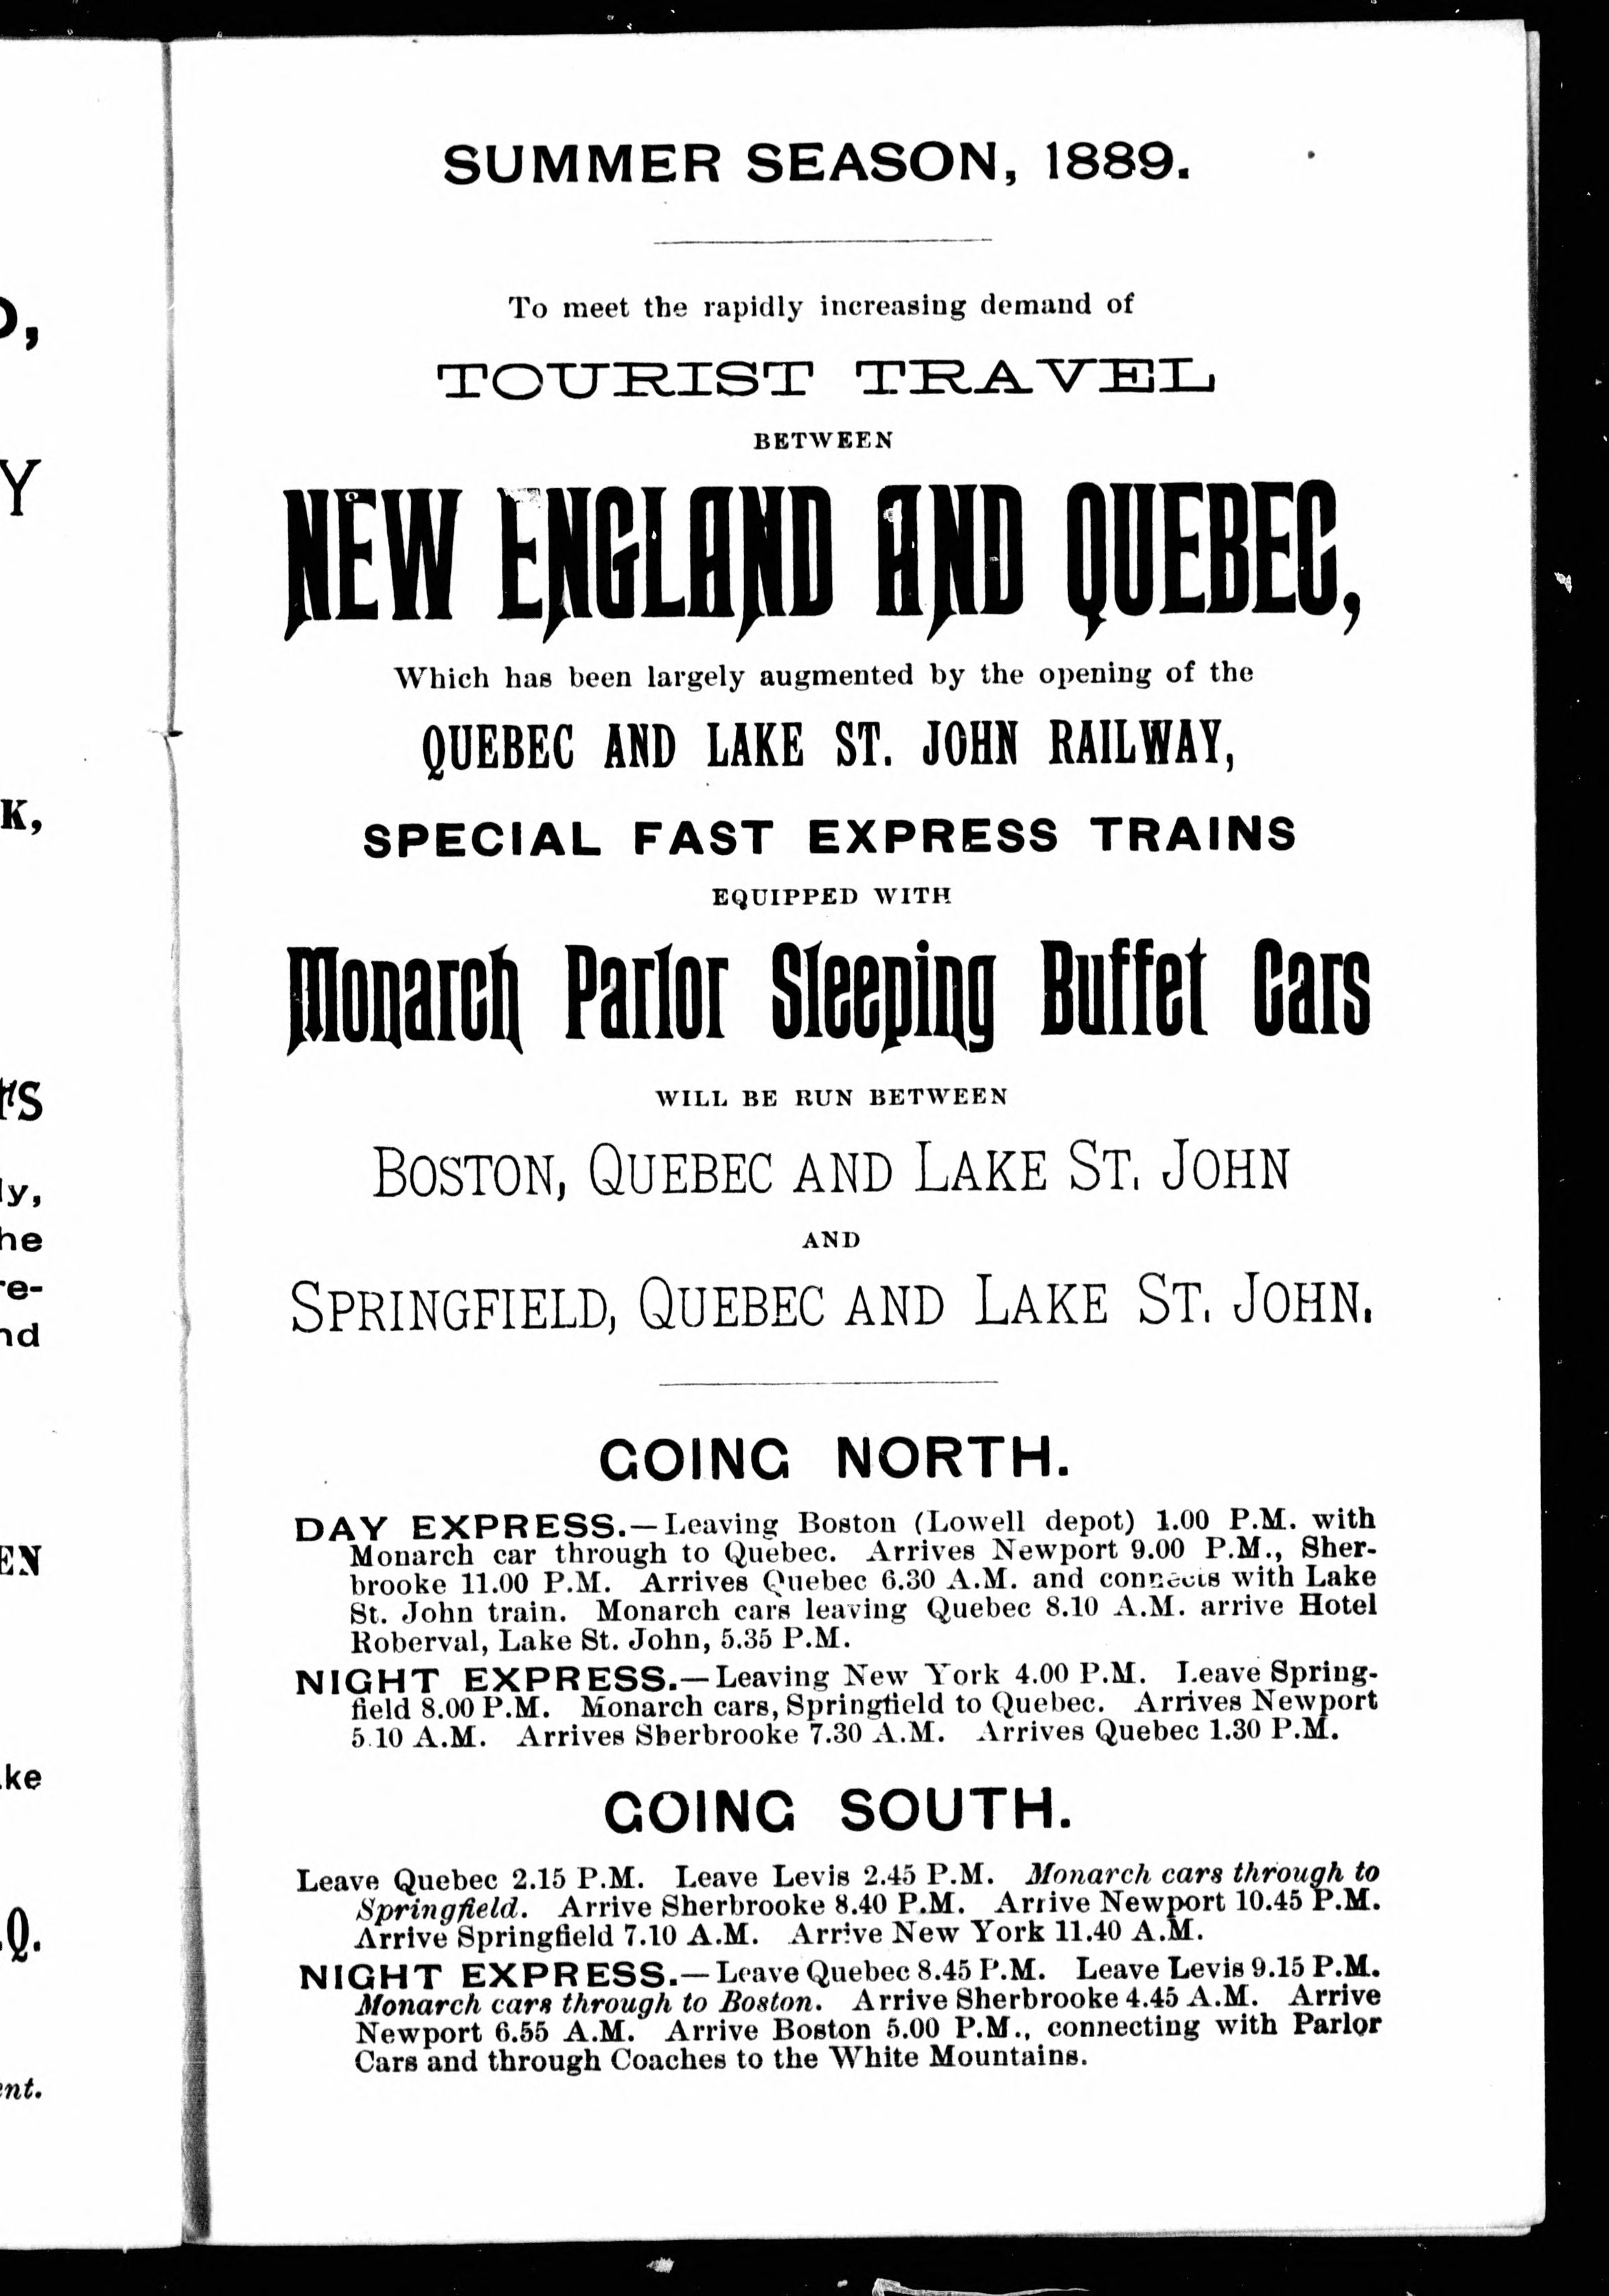 SUMMER SEASON, 1889.
To meet the rapidly increasing demand of
TOURIST TRAVEL
BETWEEN
NEW ENGLAND AND QUEBEC,
Which has been largely augmented by the opening of the
QUEBEC AND LAKE ST. JOHN RAILWAY,
SPECIAL FAST EXPRESS TRAINS
EQUIPPED WITH
Monarch Parlor Sleeping Buffet Cars
WILL BE RUN BETWEEN
BOSTON, QUEBEC AND LAKE ST. JOHN
AND
SPRINGFIELD, QUEBEC AND LAKE ST. JOHN.
GOING NORTH.
DAY EXPRESS.—Leaving Boston (Lowell depot) 1.00 P.M. with
Monarch car through to Quebec. Arrives Newport 9.00 P.M., Sher-
brooke 11.00 P.M. Arrives Quebec 6.30 A.M. and connects with Lake
St. John train. Monarch cars leaving Quebec 8.10 A.M. arrive Hotel
Roberval, Lake St. John, 5.35 P.M.
NIGHT EXPRESS.—Leaving New York 4.00 P.M. Leave Spring-
field 8.00 P.M. Monarch cars, Springfield to Quebec. Arrives Newport
5.10 A.M. Arrives Sherbrooke 7.30 A.M. Arrives Quebec 1.30 P.M.
GOING SOUTH.
Leave Quebec 2.15 P.M. Leave Levis 2.45 P.M. Monarch cars through to
Springfield. Arrive Sherbrooke 8.40 P.M. Arrive Newport 10.45 P.M.
Arrive Springfield 7.10 A.M. Arrive New York 11.40 A.M.
NIGHT EXPRESS.—Leave Quebec 8.45 P.M. Leave Levis 9.15 P.M.
Monarch cars through to Boston. Arrive Sherbrooke 4.45 A.M. Arrive
Newport 6.55 A.M. Arrive Boston 5.00 P.M., connecting with Parlor
Cars and through Coaches to the White Mountains.